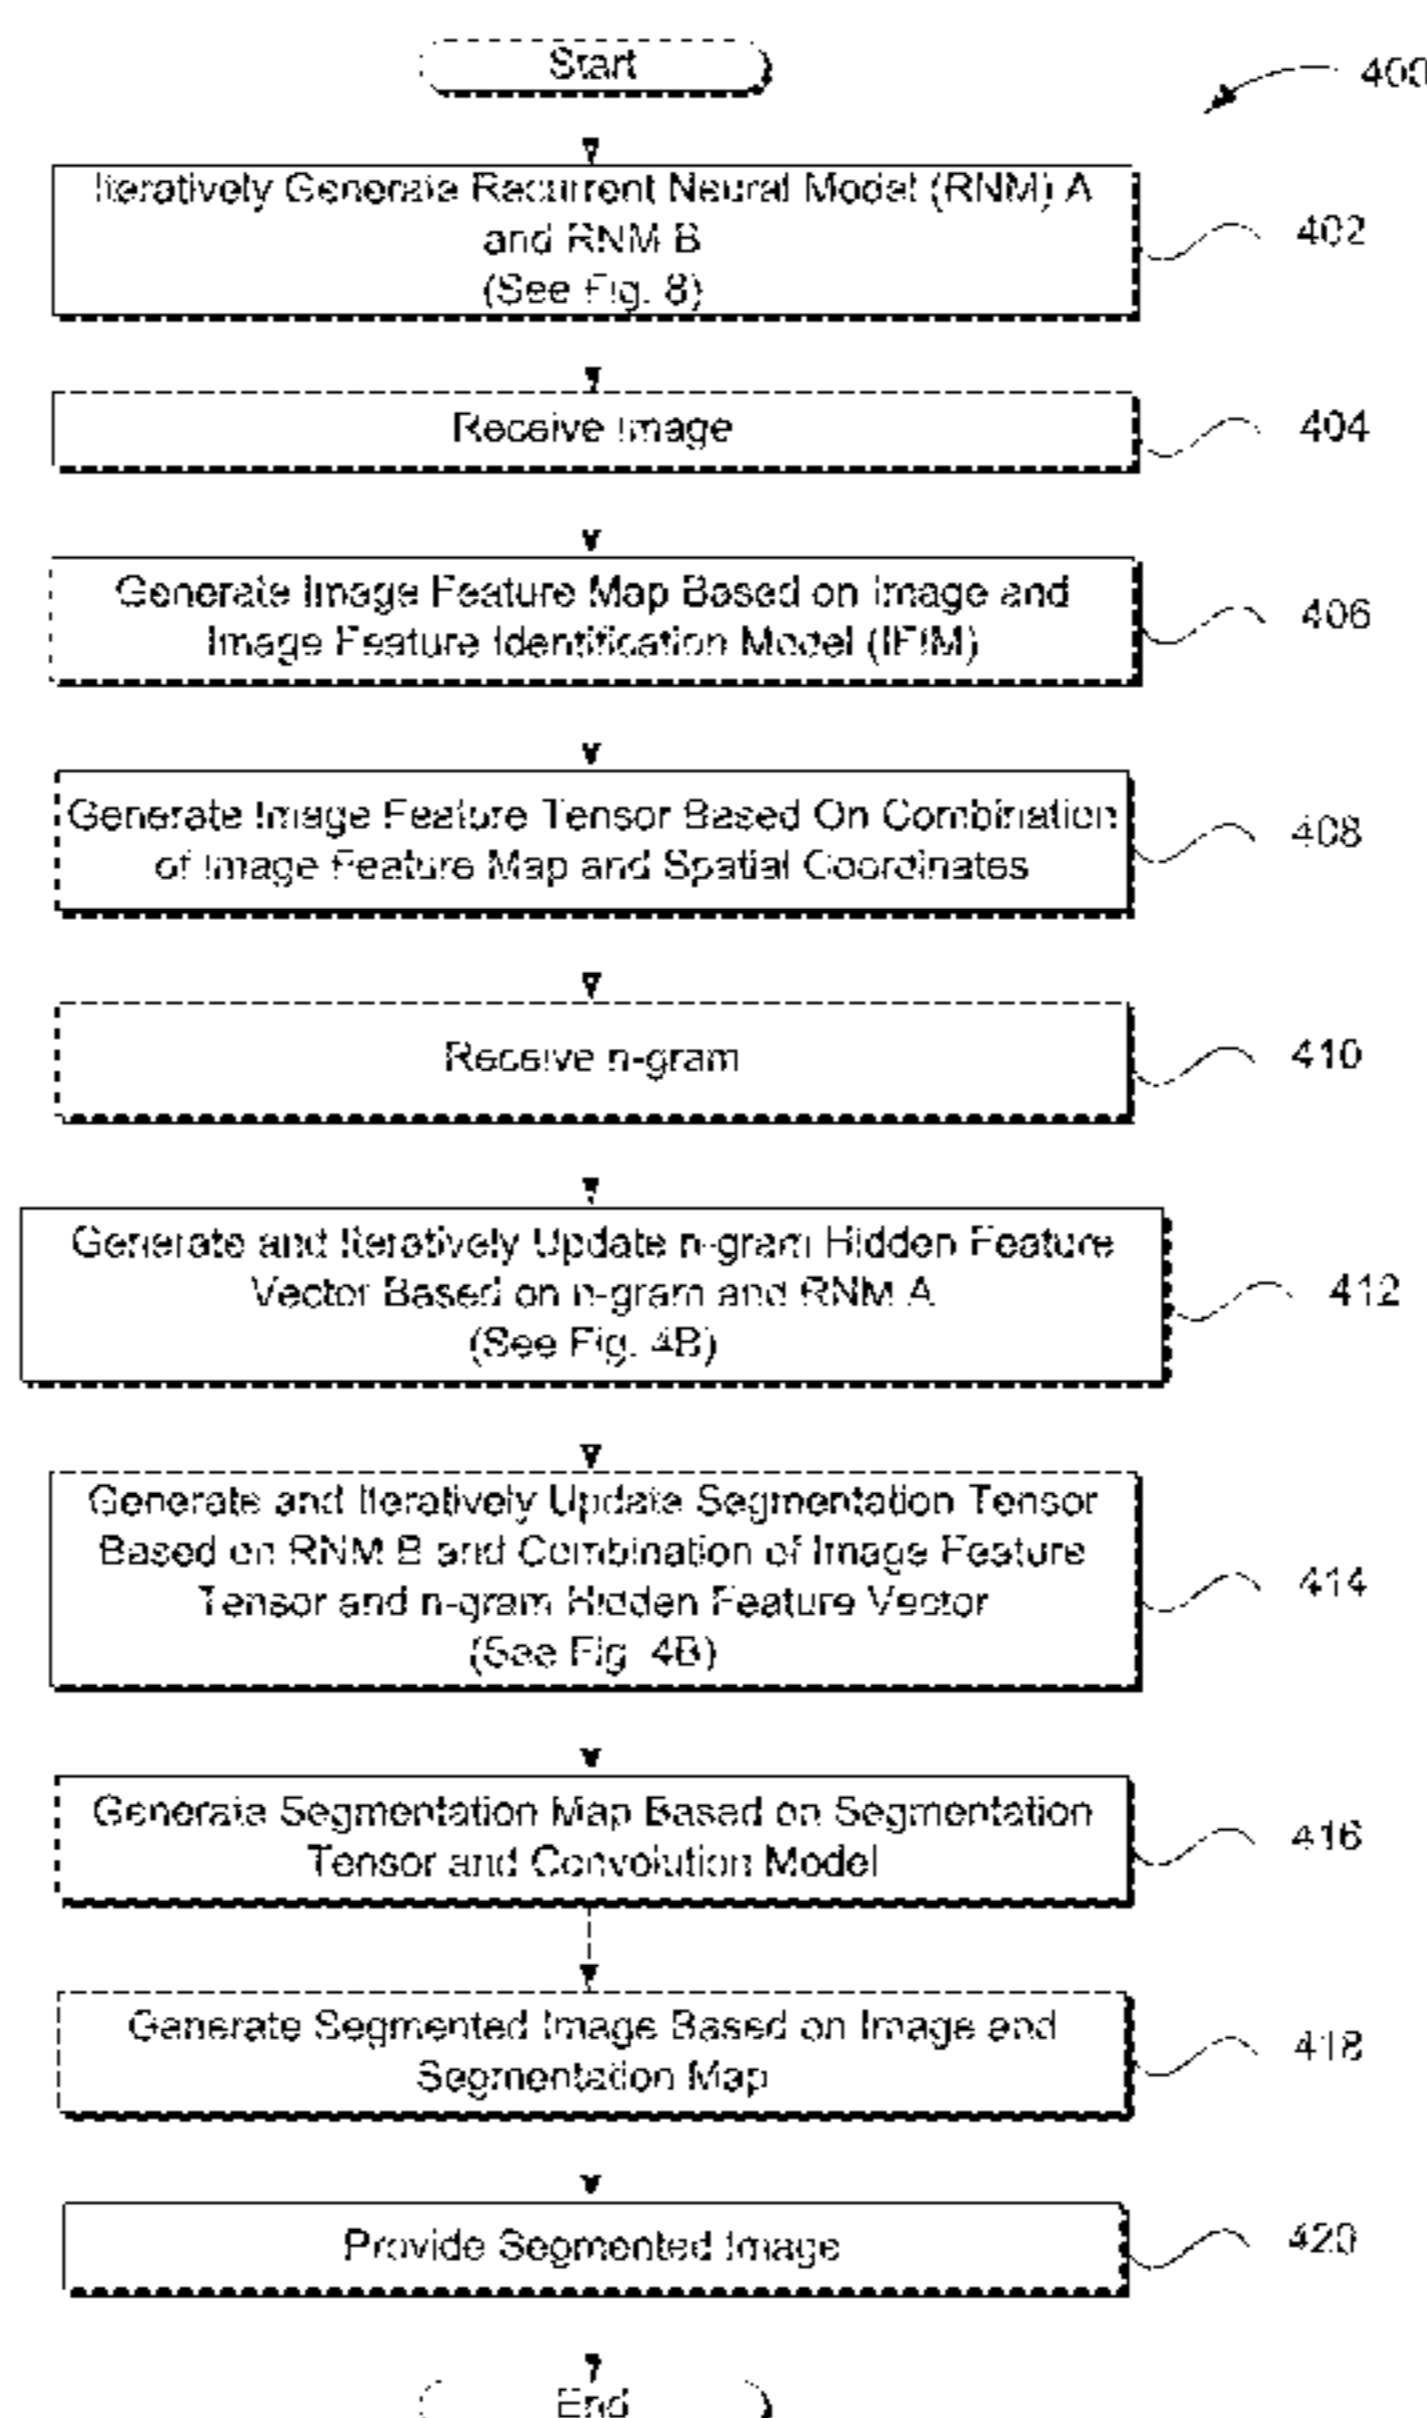 Start
400
Iteratively Generate Recurrent Neural Model (RNM) A
and RNM B
(See Fig. 8)
402
Receive Image
404
Generate Image Feature Map Based on Image and
Image Feature Identification Model (IFIM)
406
Generate Image Feature Tensor Based On Combination
of Image Feature Map and Spatial Coordinates
408
Receive n-gram
410
Generate and Iteratively Update n-gram Hidden Feature
Vector Based on n-gram and RNM A
(See Fig. 4B)
412
Generate and Iteratively Update Segmentation Tensor
Based on RNM B and Combination of Image Feature
Tensor and n-gram Hidden Feature Vector
(See Fig. 4B)
414
Generate Segmentation Map Based on Segmentation
Tensor and Convolution Model
416
Generate Segmented Image Based on Image and
Segmentation Map
418
Provide Segmented Image
420
End